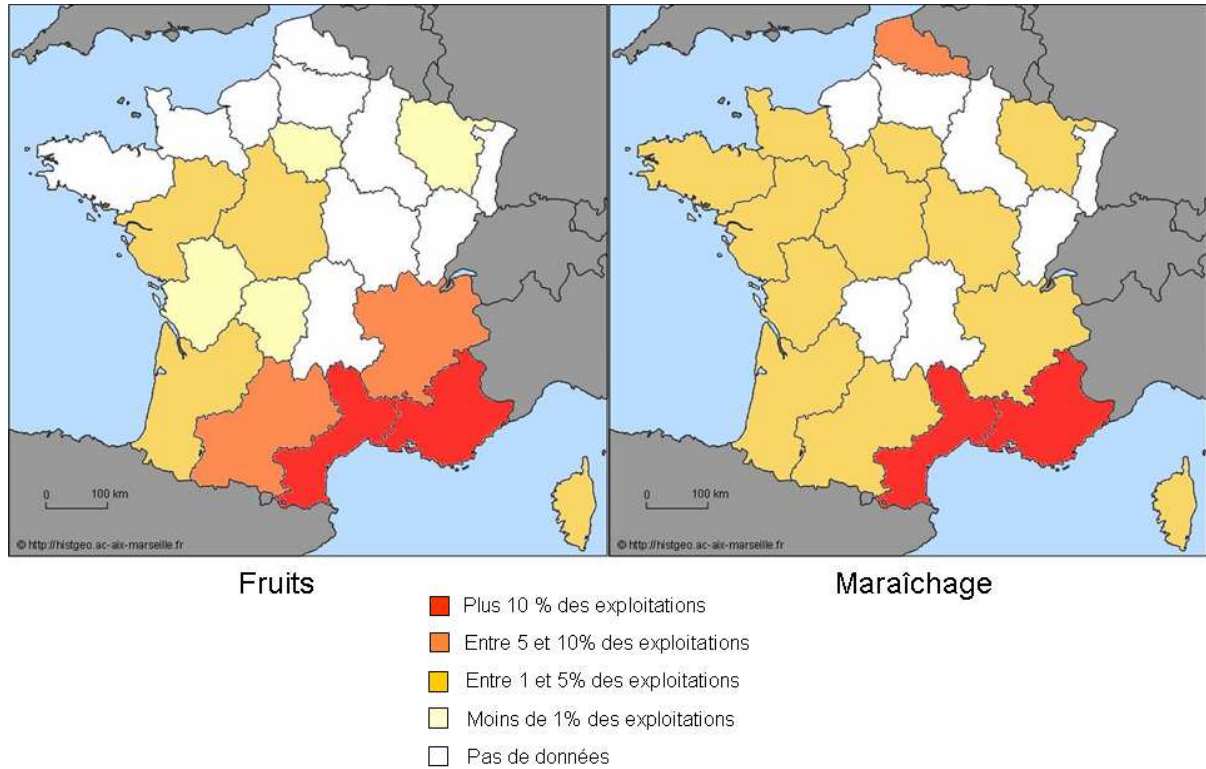 0 100 km
© http://histgeo.ac-aix-marseille.fr
0 100 km
© http://histgeo.ac-aix-marseille.fr
Fruits
Maraîchage
Plus 10 % des exploitations
Entre 5 et 10% des exploitations
Entre 1 et 5% des exploitations
Moins de 1% des exploitations
Pas de données